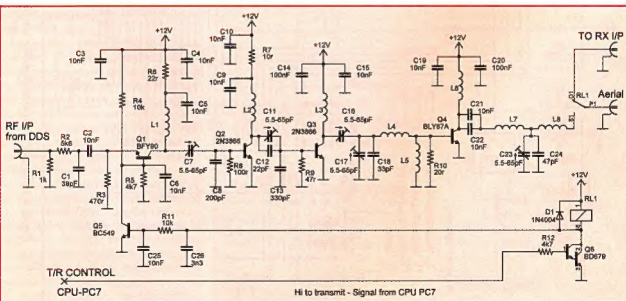 +12V
C10
10nF
R7
10r
C9
10nF
L2
+12V
C3
10nF
C4
10nF
R6
22r
C5
10nF
L1
R4
10k
+12V
C14
100nF
C15
10nF
L3
+12V
C19
10nF
C20
100nF
L6
C21
10nF
C22
10nF
TO RX I/P
Aerial
RL1
P1
S1
RF I/P
from DDS
R1
1k
R2
5k6
C1
39pF
C2
10nF
R3
470r
Q1
BFY90
R5
4k7
C6
10nF
C7
5.5-65pF
C8
200pF
Q2
2N3866
R8
100r
C11
5.5-65pF
C12
22pF
C13
330pF
Q3
2N3866
R9
47r
C16
5.5-65pF
C17
5.5-65pF
C18
33pF
L4
L5
R10
20r
Q4
BLY87A
L7
L8
C23
5.5-65pF
C24
47pF
Q5
BC549
R11
10k
C25
10nF
C26
3n3
+12V
RL1
D1
1N4004
R12
4k7
Q6
BD679
T/R CONTROL
CPU-PC7
Hi to transmit - Signal from CPU PC7